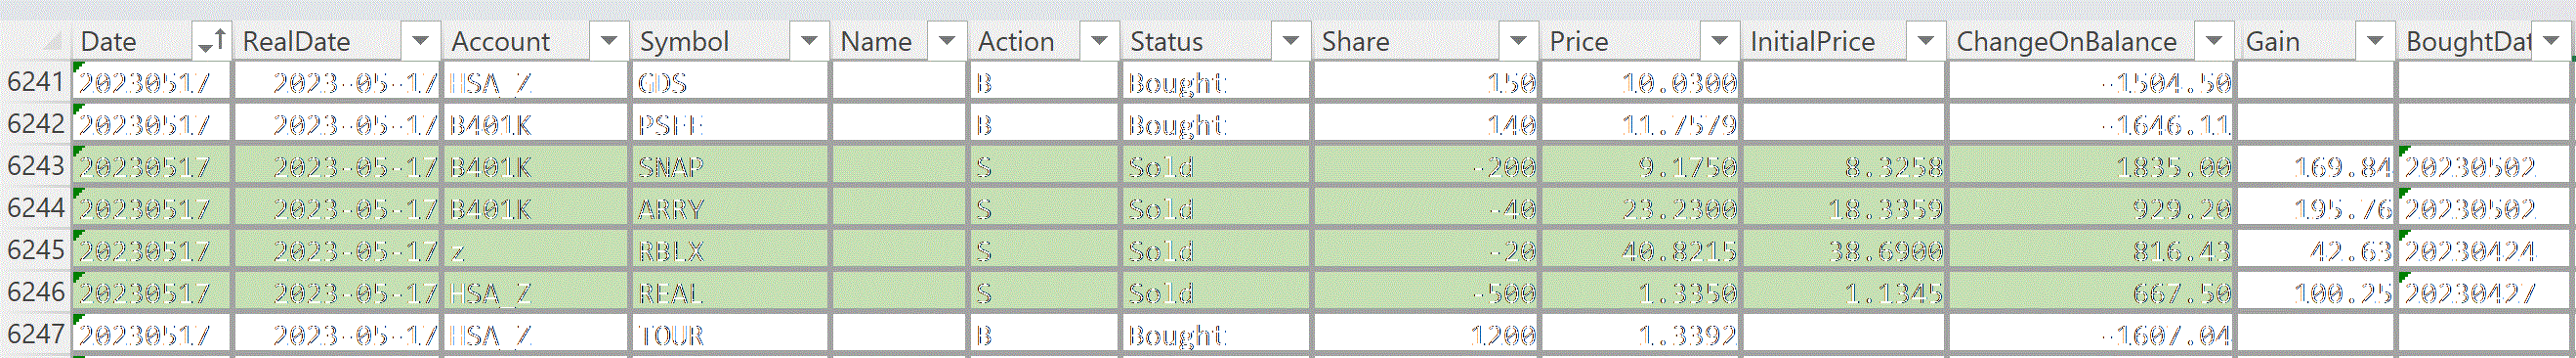 Date RealDate Account Symbol Name Action Status Share Price InitialPrice ChangeOnBalance Gain BoughtDat
6241 20230517 2023-05-17 HSA_Z GDS B Bought 150 10.0300 -1504.50
6242 20230517 2023-05-17 B401K PSFE B Bought 140 11.7579 -1646.11
6243 20230517 2023-05-17 B401K SNAP S Sold -200 9.1750 8.3258 1835.00 169.84 20230502
6244 20230517 2023-05-17 B401K ARRY S Sold -40 23.2300 18.3359 929.20 195.76 20230502
6245 20230517 2023-05-17 z RBLX S Sold -20 40.8215 38.6900 816.43 42.63 20230424
6246 20230517 2023-05-17 HSA_Z REAL S Sold -500 1.3350 1.1345 667.50 100.25 20230427
6247 20230517 2023-05-17 HSA_Z TOUR B Bought 1200 1.3392 -1607.04